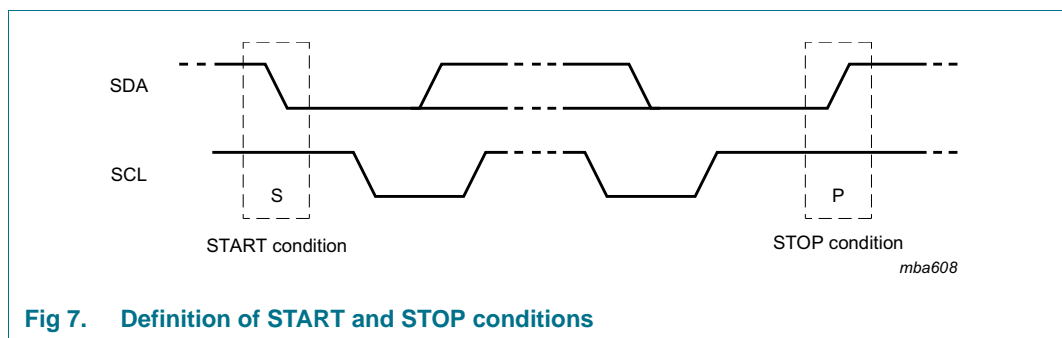 SDA
SCL
S
P
START condition
STOP condition
mba608
Fig 7. Definition of START and STOP conditions